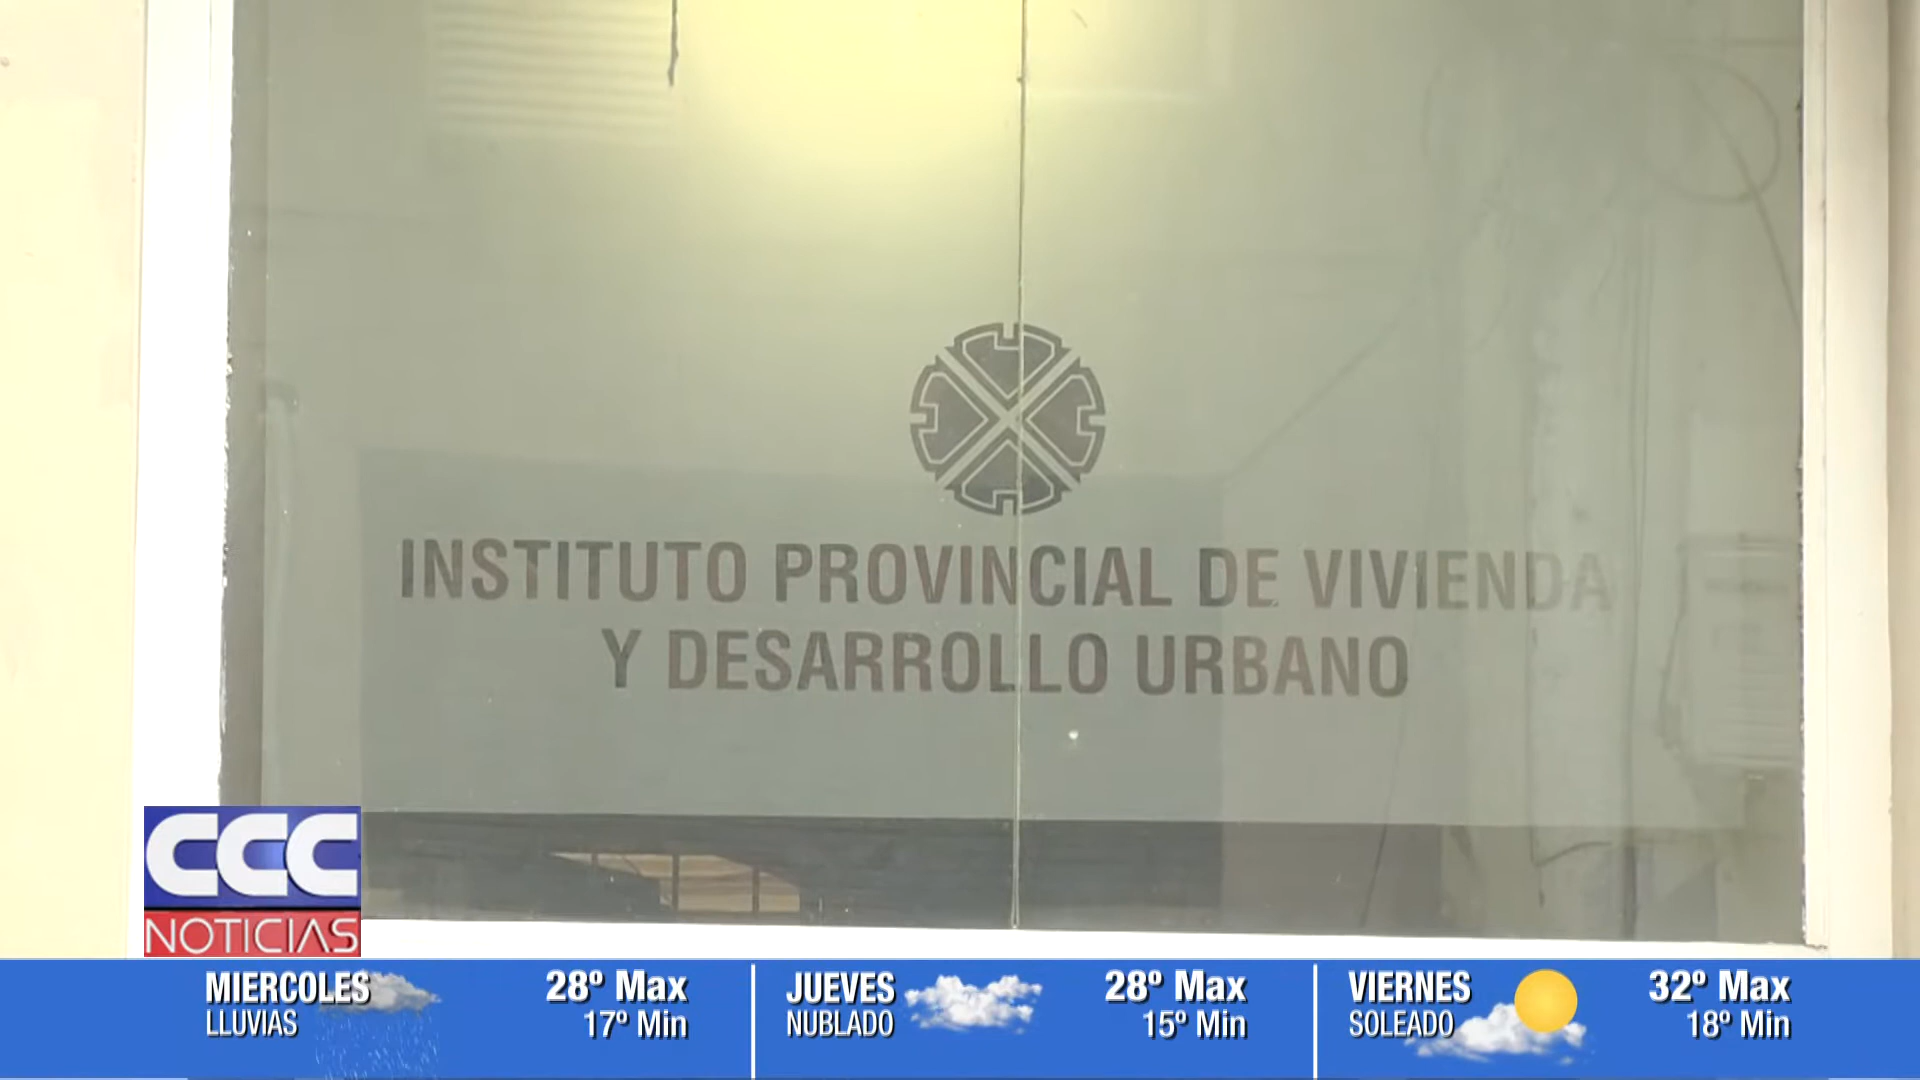 INSTITUTO PROVINCIAL DE VIVIENDA
Y DESARROLLO URBANO
CCC
NOTICIAS
MIERCOLES
LLUVIAS
28º Max
17º Min
JUEVES
NUBLADO
28º Max
15º Min
VIERNES
SOLEADO
32º Max
18º Min